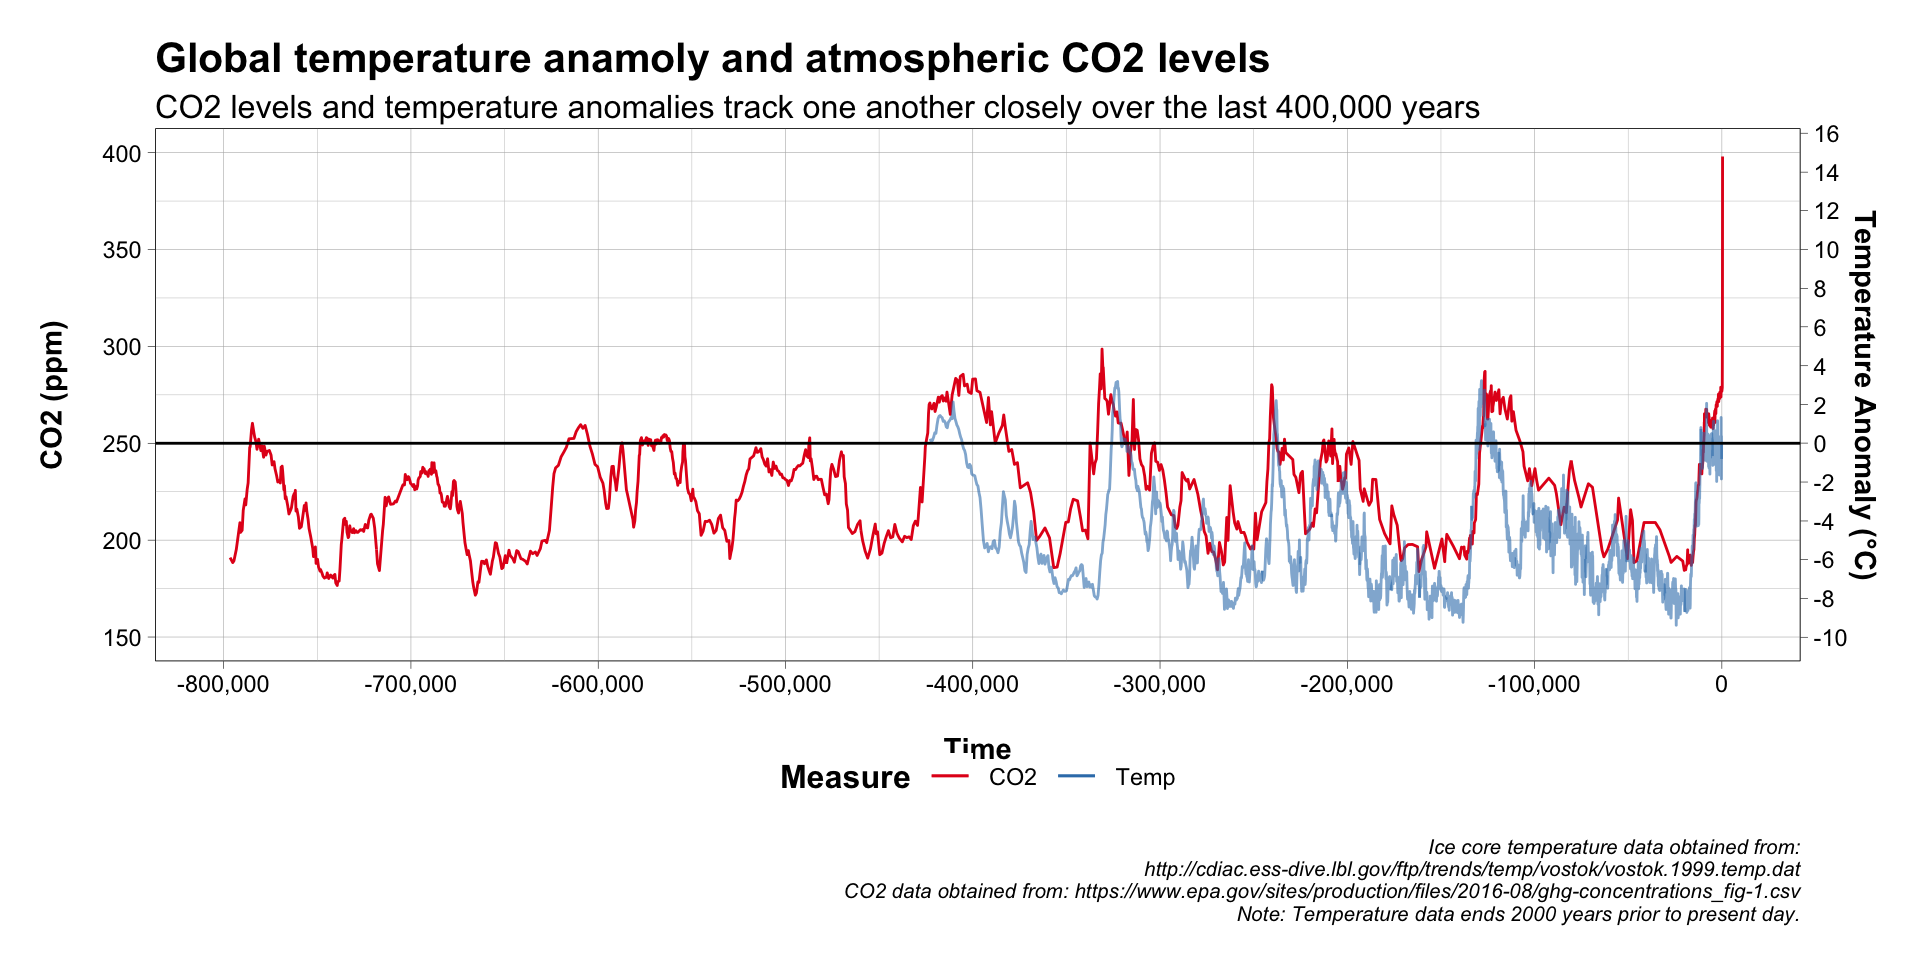 Global temperature anamoly and atmospheric CO2 levels
CO2 levels and temperature anomalies track one another closely over the last 400,000 years
400
350
300
250
200
150
CO2 (ppm)
16
14
12
10
8
6
4
2
0
-2
-4
-6
-8
-10
Temperature Anomaly (°C)
-800,000
-700,000
-600,000
-500,000
-400,000
-300,000
-200,000
-100,000
0
Time
Measure CO2 Temp
Ice core temperature data obtained from:
http://cdiac.ess-dive.lbl.gov/ftp/trends/temp/vostok/vostok.1999.temp.dat
CO2 data obtained from: https://www.epa.gov/sites/production/files/2016-08/ghg-concentrations_fig-1.csv
Note: Temperature data ends 2000 years prior to present day.